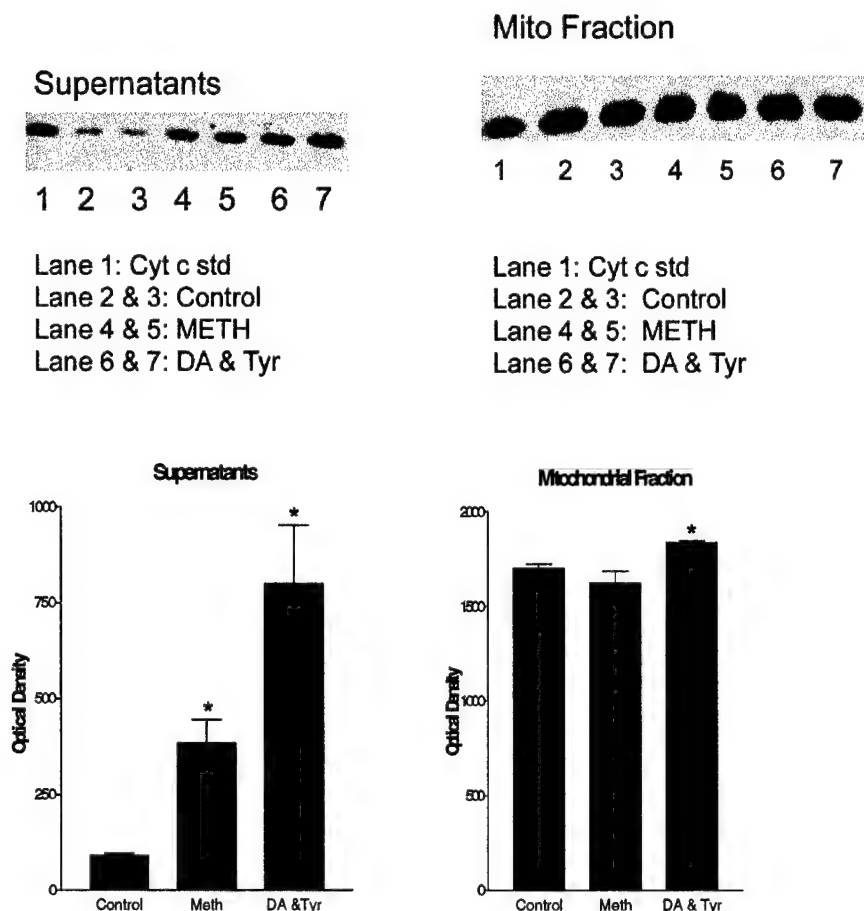 Supernatants
1 2 3 4 5 6 7
Lane 1: Cyt c std
Lane 2 & 3: Control
Lane 4 & 5: METH
Lane 6 & 7: DA & Tyr
Mito Fraction
1 2 3 4 5 6 7
Lane 1: Cyt c std
Lane 2 & 3: Control
Lane 4 & 5: METH
Lane 6 & 7: DA & Tyr
Supernatants
1000
750
500
250
0
Optical Density
*
*
Control Meth DA & Tyr
Mitochondrial Fraction
2000
1500
1000
500
0
Optical Density
*
Control Meth DA & Tyr